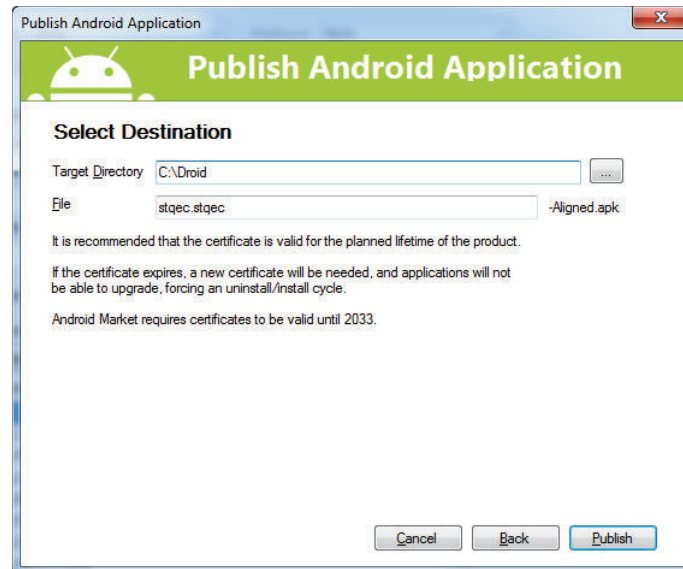 Publish Android Application
Publish Android Application
Select Destination
Target Directory C:\Droid ...
File stqec.stqec -Aligned.apk
It is recommended that the certificate is valid for the planned lifetime of the product.
If the certificate expires, a new certificate will be needed, and applications will not
be able to upgrade, forcing an uninstall/install cycle.
Android Market requires certificates to be valid until 2033.
Cancel Back Publish